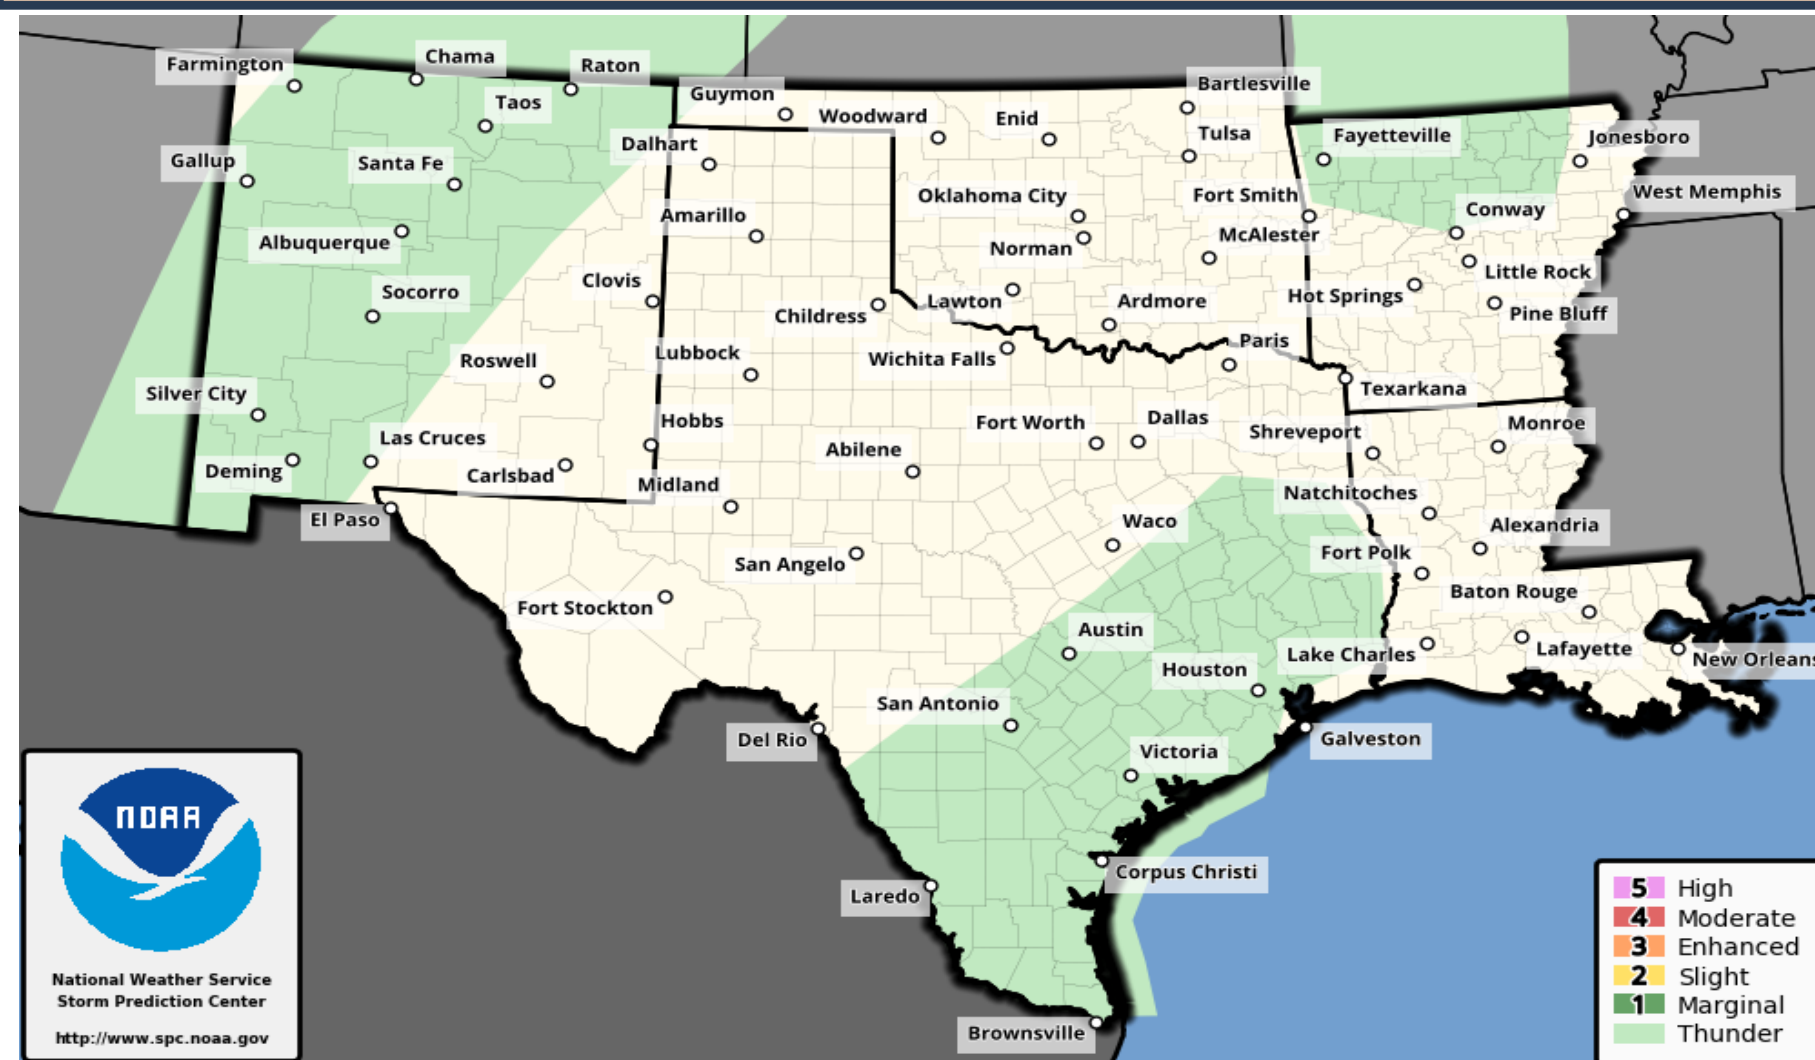 Farmington
Chama
Raton
Taos
Guymon
Woodward
Enid
Bartlesville
Tulsa
Fayetteville
Jonesboro
Gallup
Santa Fe
Dalhart
Oklahoma City
Fort Smith
Conway
West Memphis
Albuquerque
Amarillo
Norman
McAlester
Little Rock
Socorro
Clovis
Childress
Lawton
Ardmore
Hot Springs
Pine Bluff
Roswell
Lubbock
Wichita Falls
Paris
Texarkana
Silver City
Las Cruces
Hobbs
Abilene
Fort Worth
Dallas
Shreveport
Monroe
Deming
Carlsbad
Midland
Natchitoches
El Paso
San Angelo
Waco
Alexandria
Fort Polk
Fort Stockton
Baton Rouge
Austin
Houston
Lake Charles
Lafayette
New Orleans
Del Rio
San Antonio
Galveston
Victoria
Corpus Christi
Laredo
Brownsville
NOAA
National Weather Service
Storm Prediction Center
http://www.spc.noaa.gov
5 High
4 Moderate
3 Enhanced
2 Slight
1 Marginal
Thunder